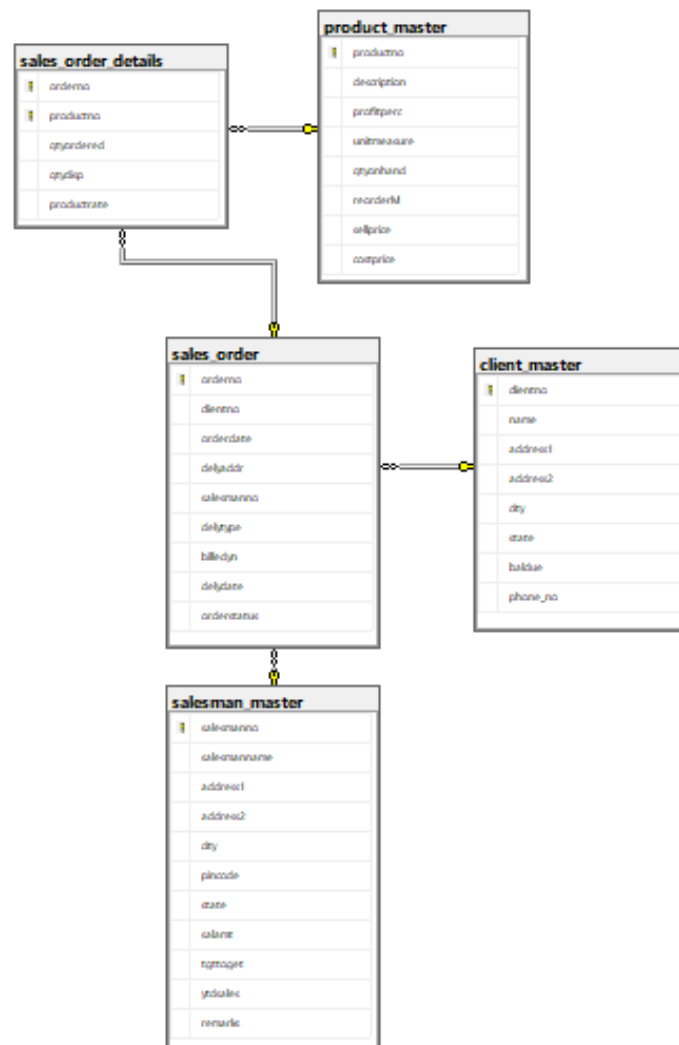 product_master
productno
description
profitperc
unitmeasure
qtyonhand
reorderlvl
sellprice
costprice
sales_order_details
orderno
productno
qtyordered
qtydisp
productrate
sales_order
orderno
clientno
orderdate
delyaddr
salesmanno
delytype
billedyn
delydate
orderstatus
client_master
clientno
name
address1
address2
city
state
baldue
phone_no
salesman_master
salesmanno
salesmanname
address1
address2
city
pincode
state
salamt
tgttoget
ytdsales
remarks